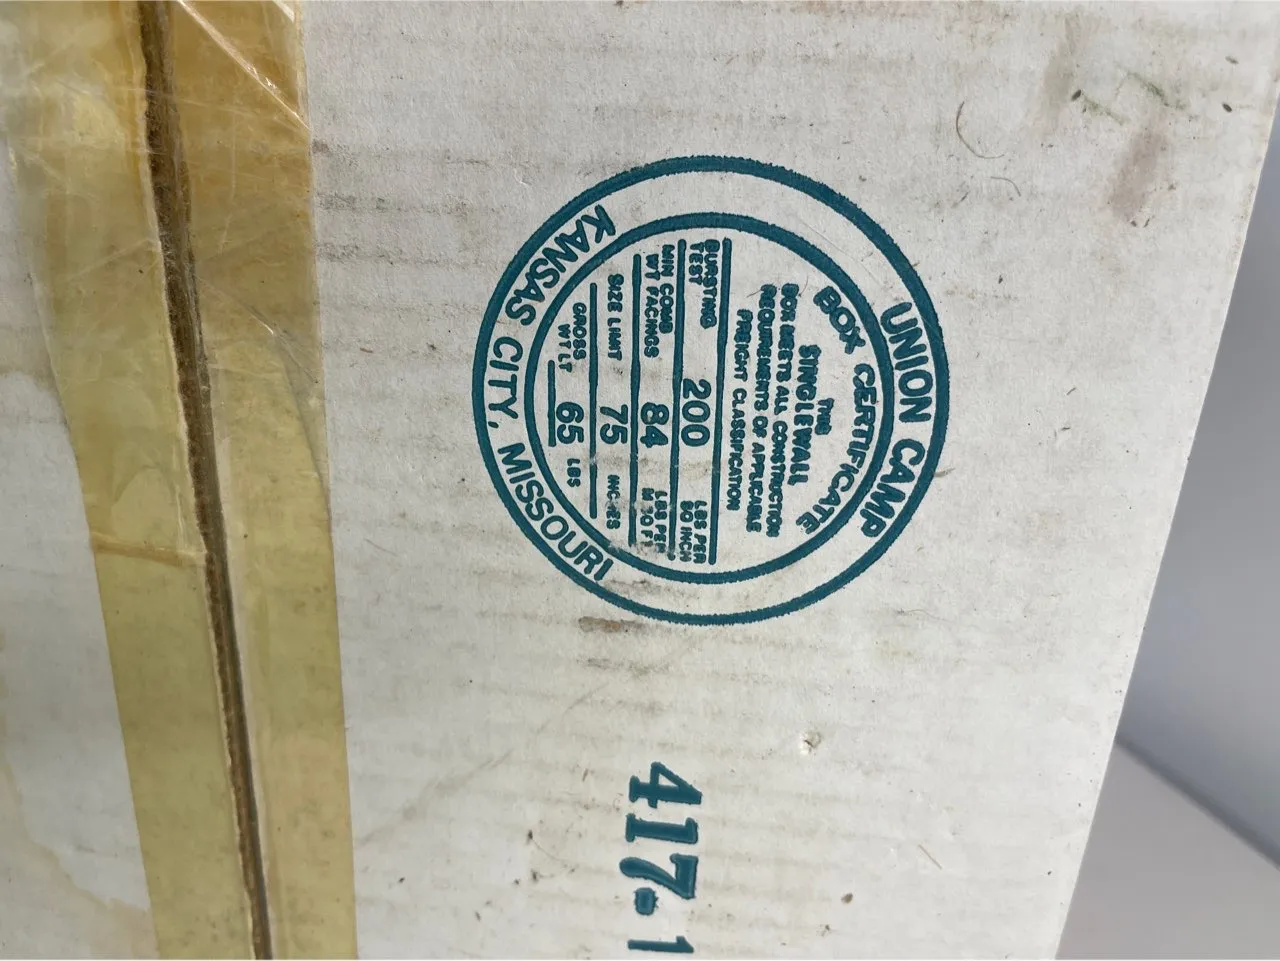 UNION CAMP
BOX CERTIFICATE
THIS
SINGLEWALL
BOX MEETS ALL CONSTRUCTION
REQUIREMENTS OF APPLICABLE
FREIGHT CLASSIFICATION
BURSTING TEST 200 LBS PER SQ INCH
MIN COMB WT FACINGS 84 LBS PER M SQ FT
SIZE LIMIT 75 INCHES
GROSS WT LT 65 LBS
KANSAS CITY, MISSOURI
417-1